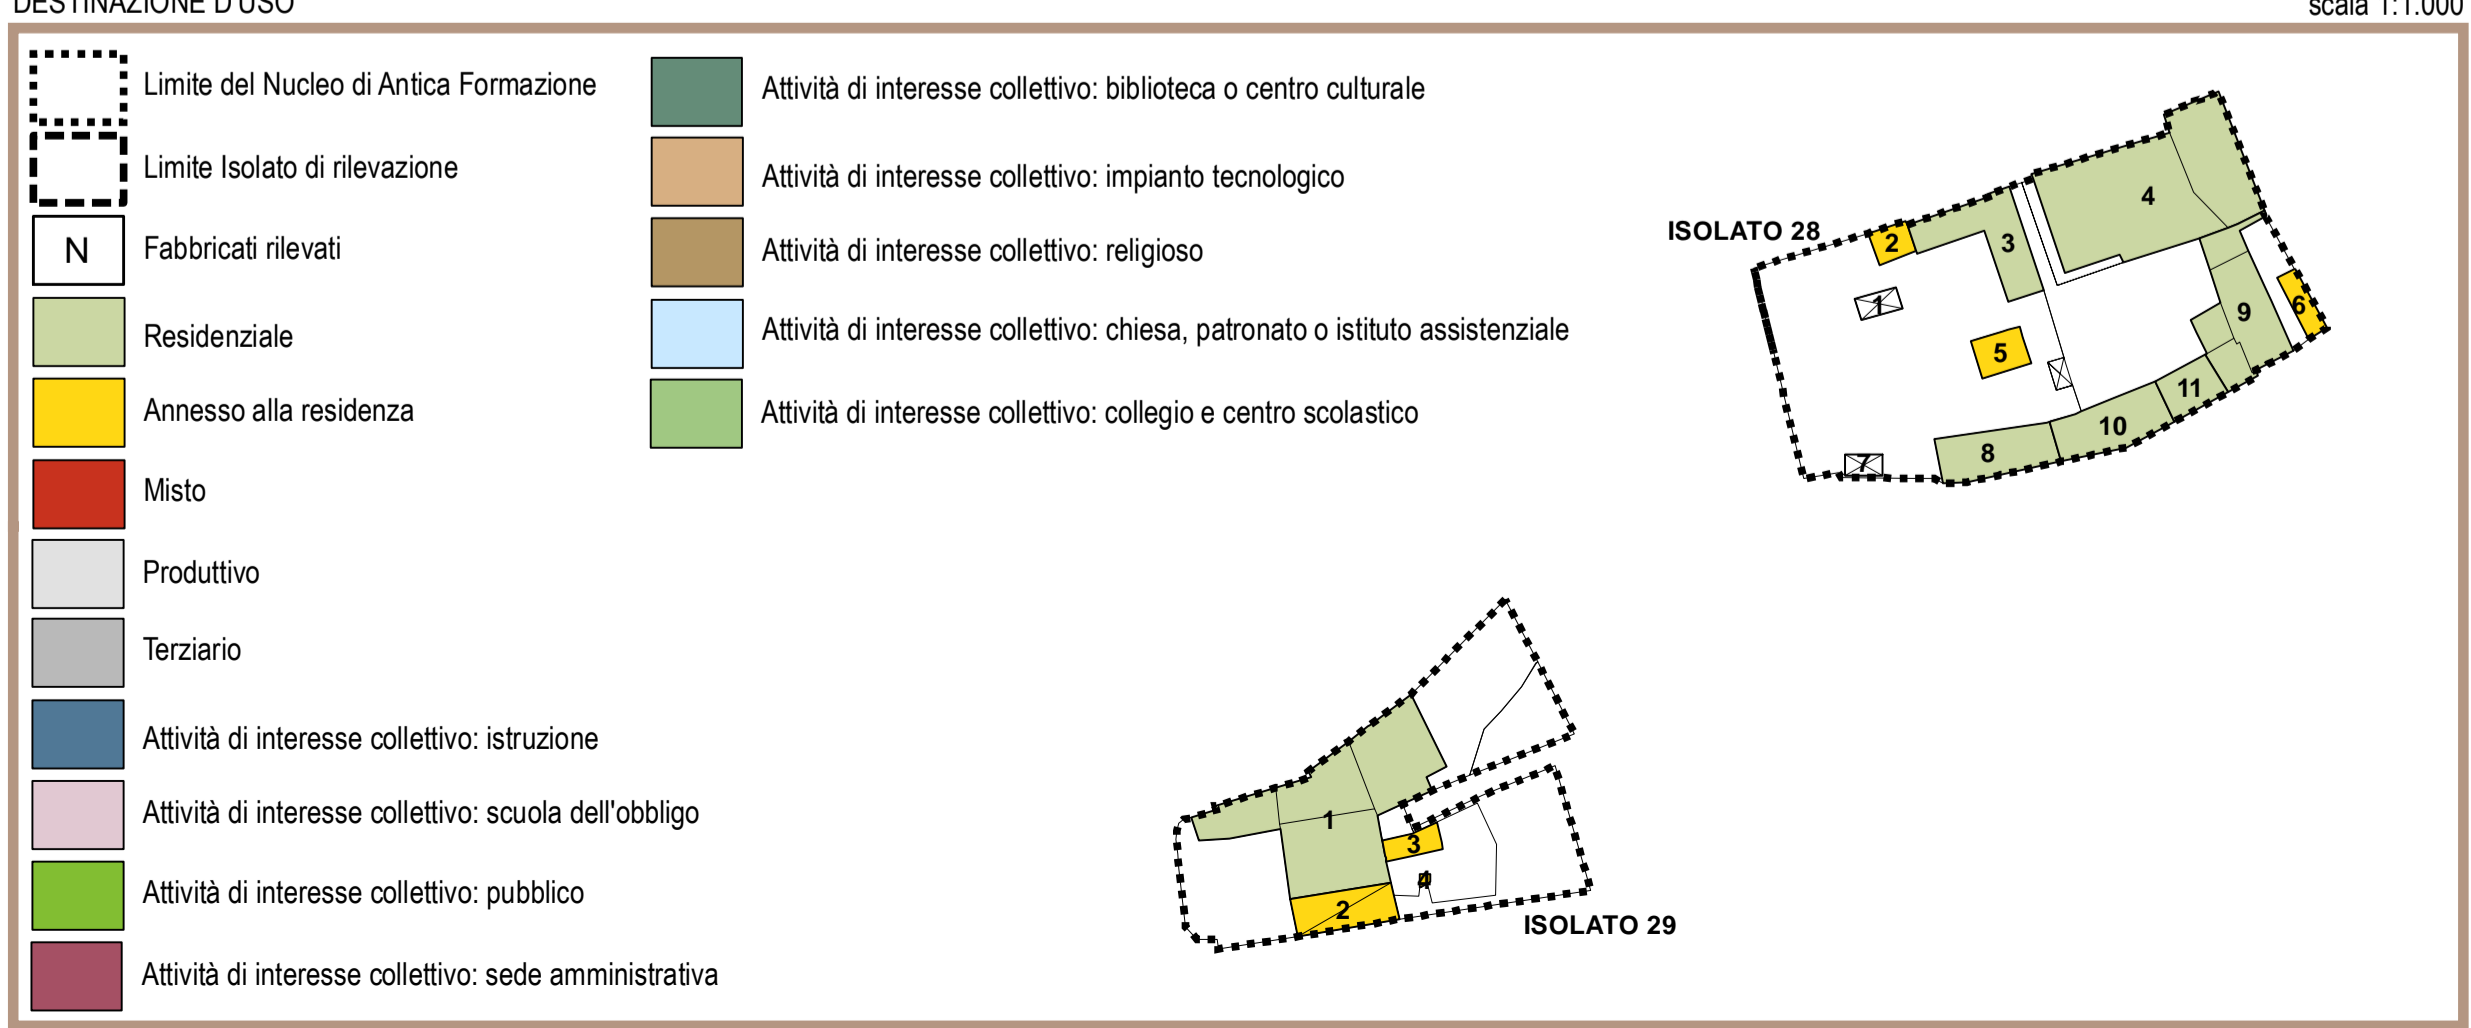 DESTINAZIONE D'USO
scala 1:1.000
Limite del Nucleo di Antica Formazione
Limite Isolato di rilevazione
N
Fabbricati rilevati
Residenziale
Annesso alla residenza
Misto
Produttivo
Terziario
Attività di interesse collettivo: istruzione
Attività di interesse collettivo: scuola dell'obbligo
Attività di interesse collettivo: pubblico
Attività di interesse collettivo: sede amministrativa
Attività di interesse collettivo: biblioteca o centro culturale
Attività di interesse collettivo: impianto tecnologico
Attività di interesse collettivo: religioso
Attività di interesse collettivo: chiesa, patronato o istituto assistenziale
Attività di interesse collettivo: collegio e centro scolastico
ISOLATO 28
4
2
3
1
5
6
9
11
10
8
7
1
3
4
2
ISOLATO 29